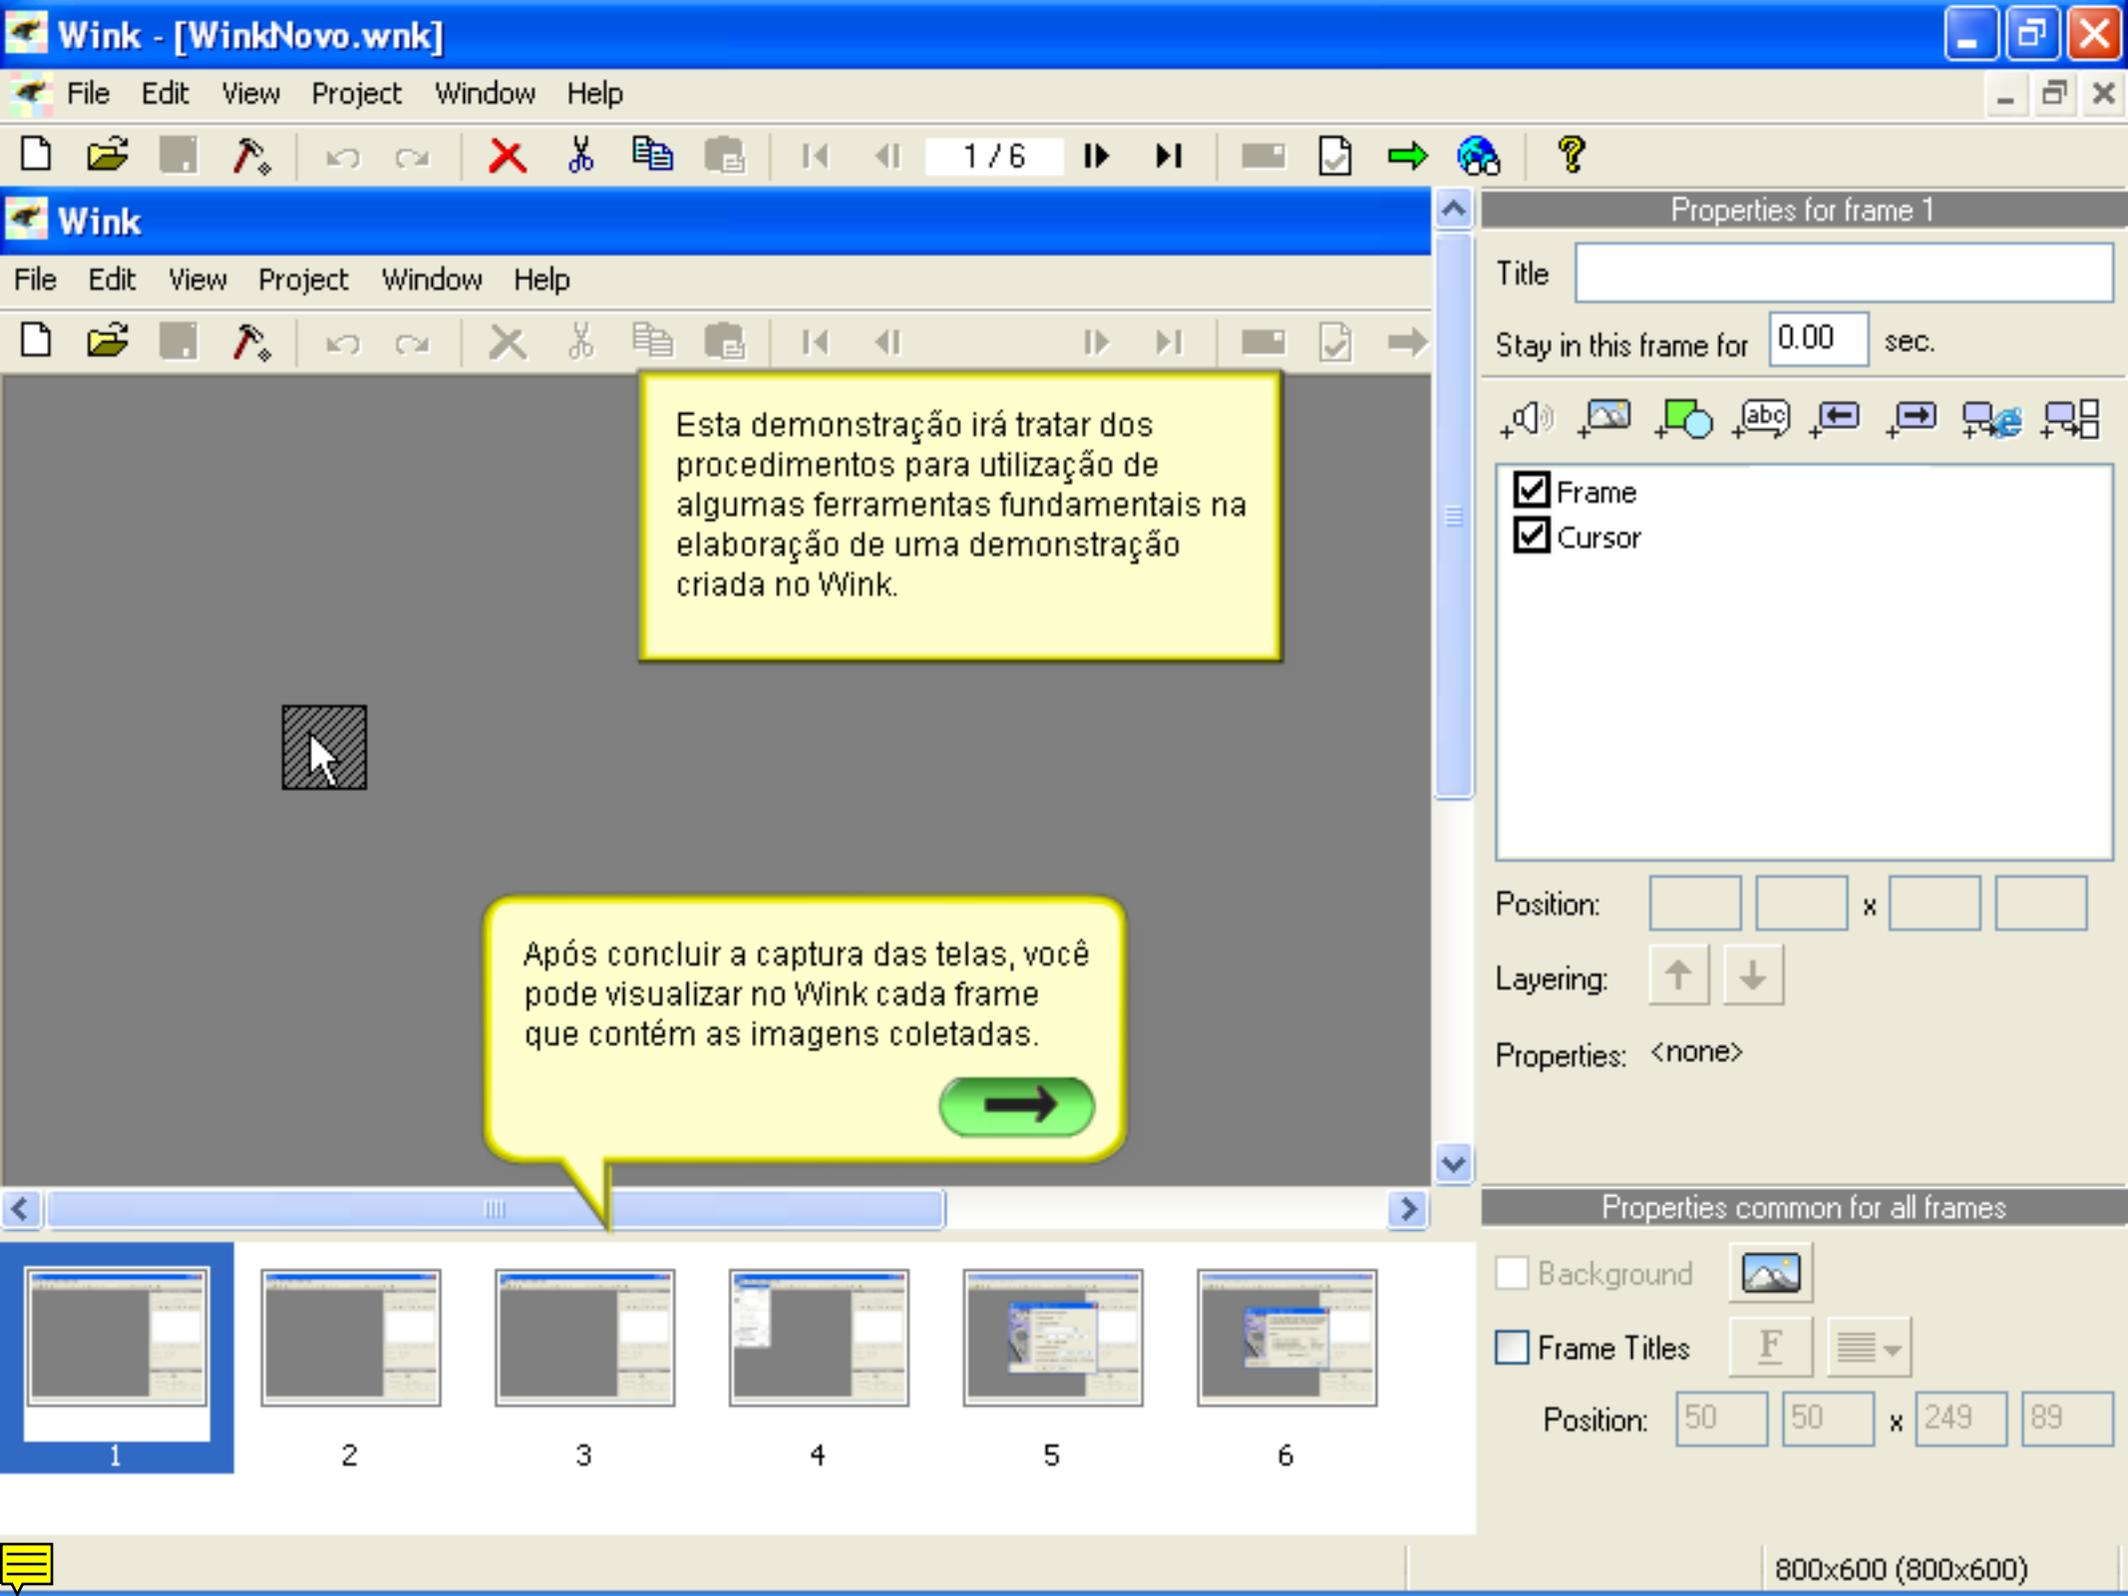 Wink - [WinkNovo.wnk]
File Edit View Project Window Help
1 / 6
Wink
File Edit View Project Window Help
Esta demonstração irá tratar dos
procedimentos para utilização de
algumas ferramentas fundamentais na
elaboração de uma demonstração
criada no Wink.
Após concluir a captura das telas, você
pode visualizar no Wink cada frame
que contém as imagens coletadas.
1 2 3 4 5 6
Properties for frame 1
Title
Stay in this frame for 0.00 sec.
abc
Frame
Cursor
Position: x
Layering:
Properties: <none>
Properties common for all frames
Background
Frame Titles F
Position: 50 50 x 249 89
800x600 (800x600)